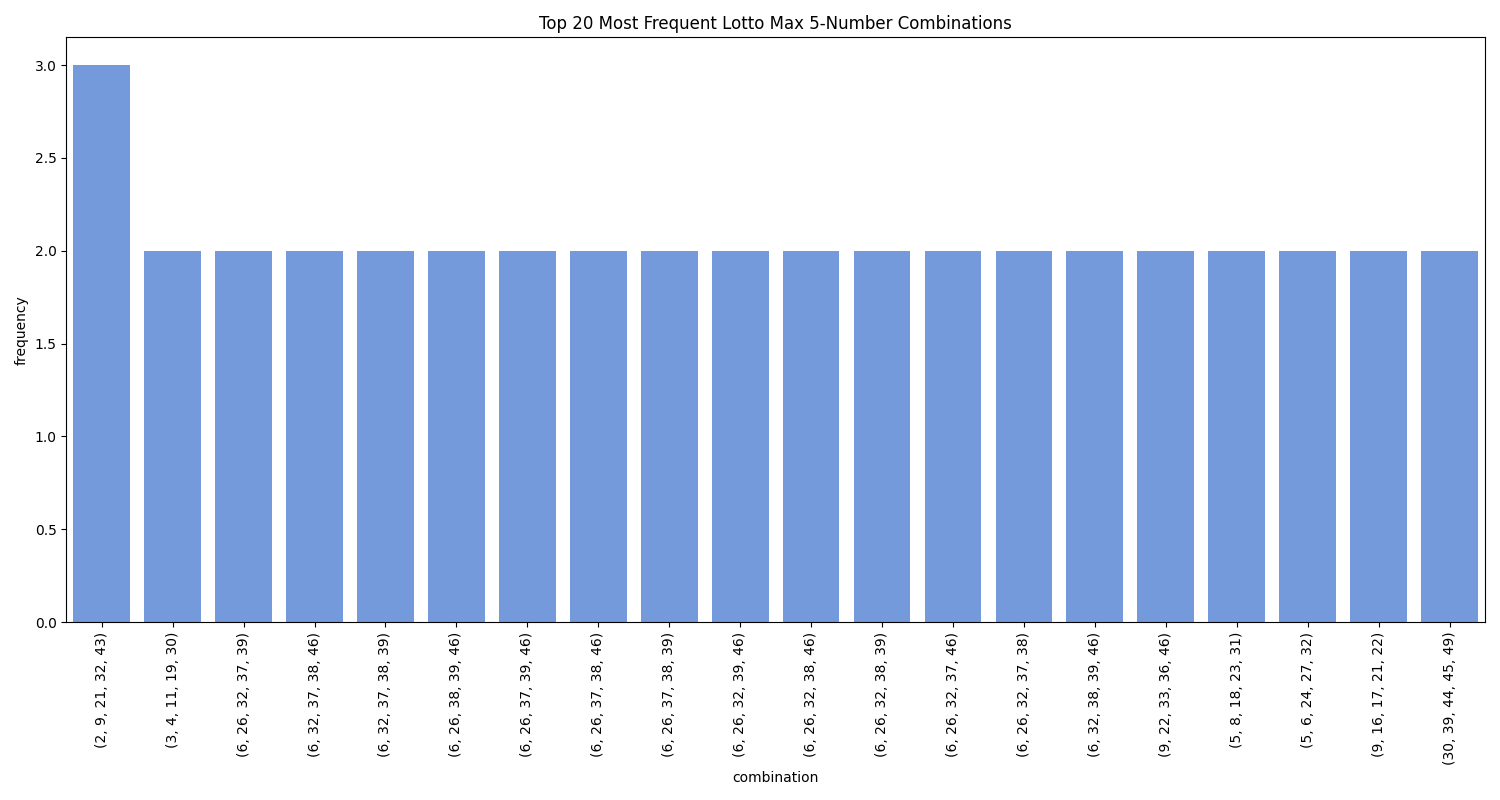 Top 20 Most Frequent Lotto Max 5-Number Combinations
frequency
3.0
2.5
2.0
1.5
1.0
0.5
0.0
(2, 9, 21, 32, 43)
(3, 4, 11, 19, 30)
(6, 26, 32, 37, 39)
(6, 32, 37, 38, 46)
(6, 32, 37, 38, 39)
(6, 26, 38, 39, 46)
(6, 26, 37, 39, 46)
(6, 26, 37, 38, 46)
(6, 26, 37, 38, 39)
(6, 26, 32, 39, 46)
(6, 26, 32, 38, 46)
(6, 26, 32, 38, 39)
(6, 26, 32, 37, 46)
(6, 26, 32, 37, 38)
(6, 32, 38, 39, 46)
(9, 22, 33, 36, 46)
(5, 8, 18, 23, 31)
(5, 6, 24, 27, 32)
(9, 16, 17, 21, 22)
(30, 39, 44, 45, 49)
combination